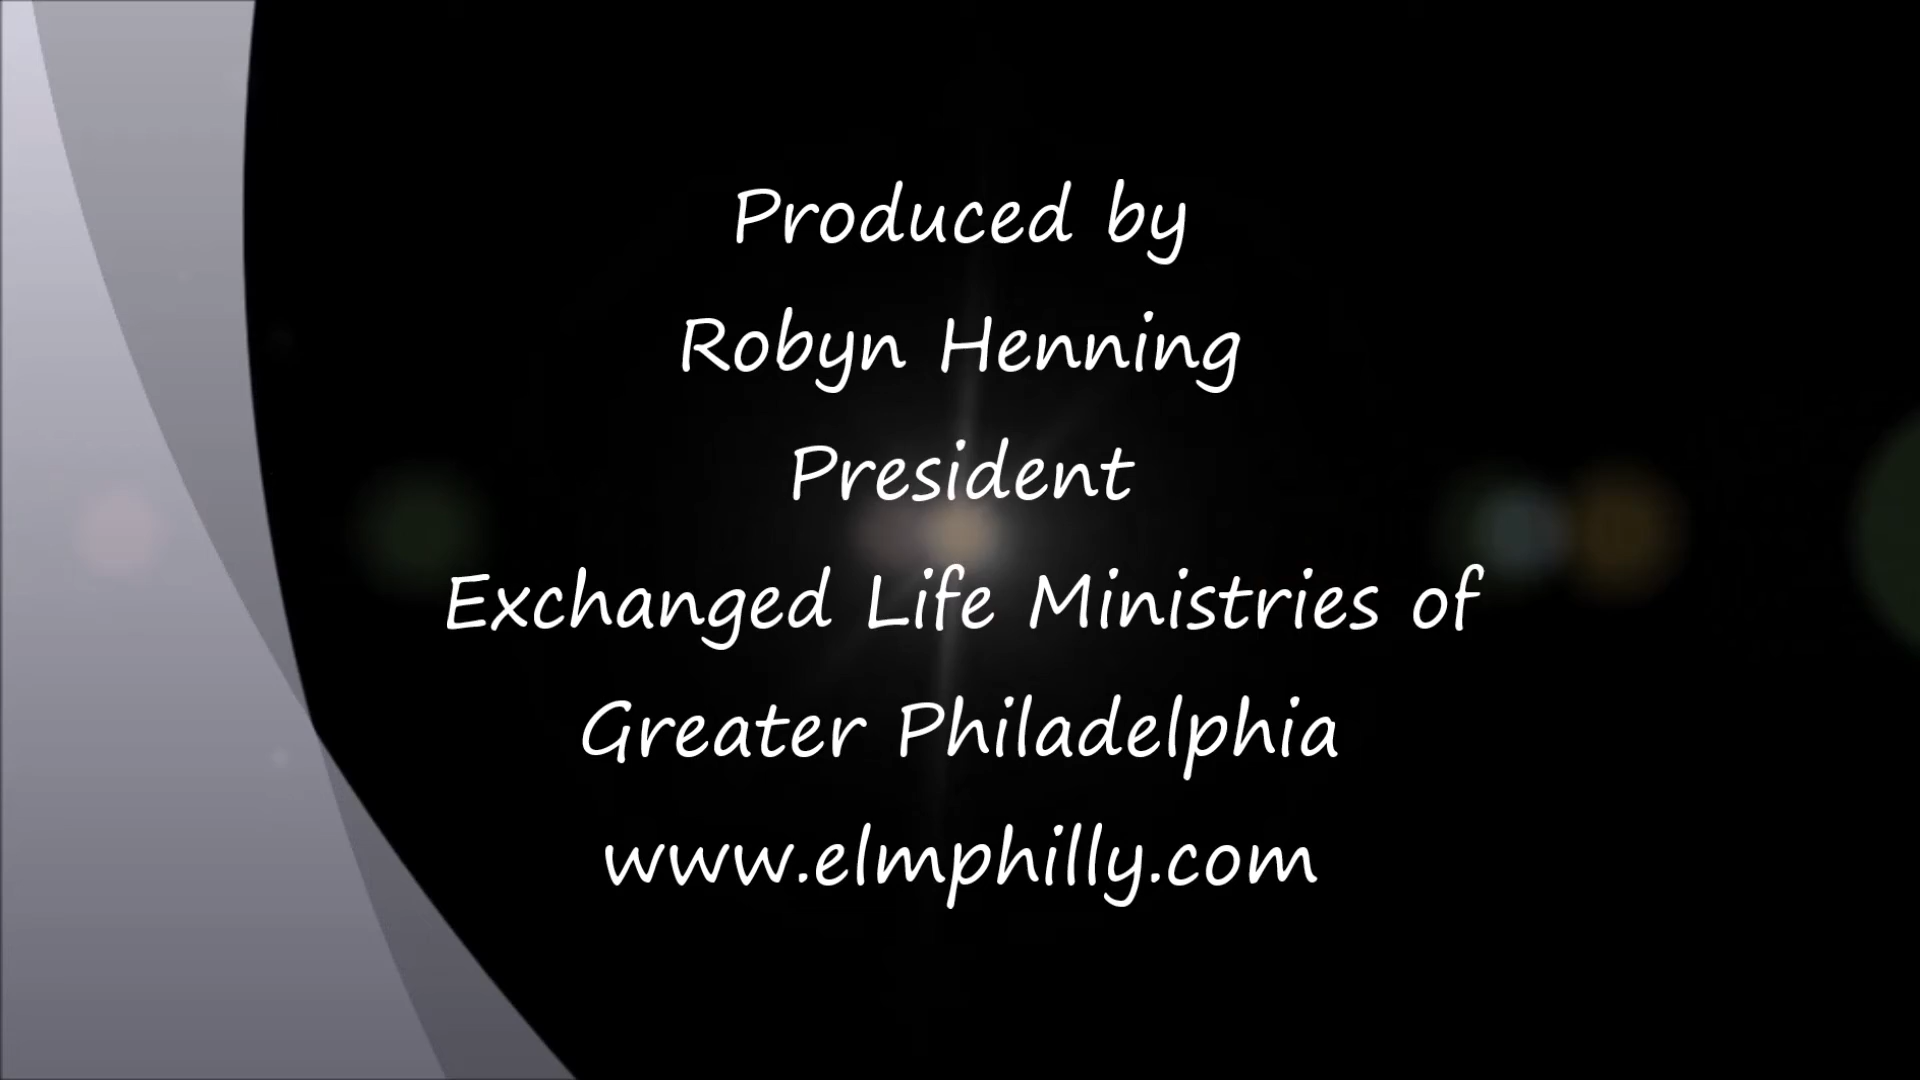 Produced by
Robyn Henning
President
Exchanged Life Ministries of
Greater Philadelphia
www.elmphilly.com